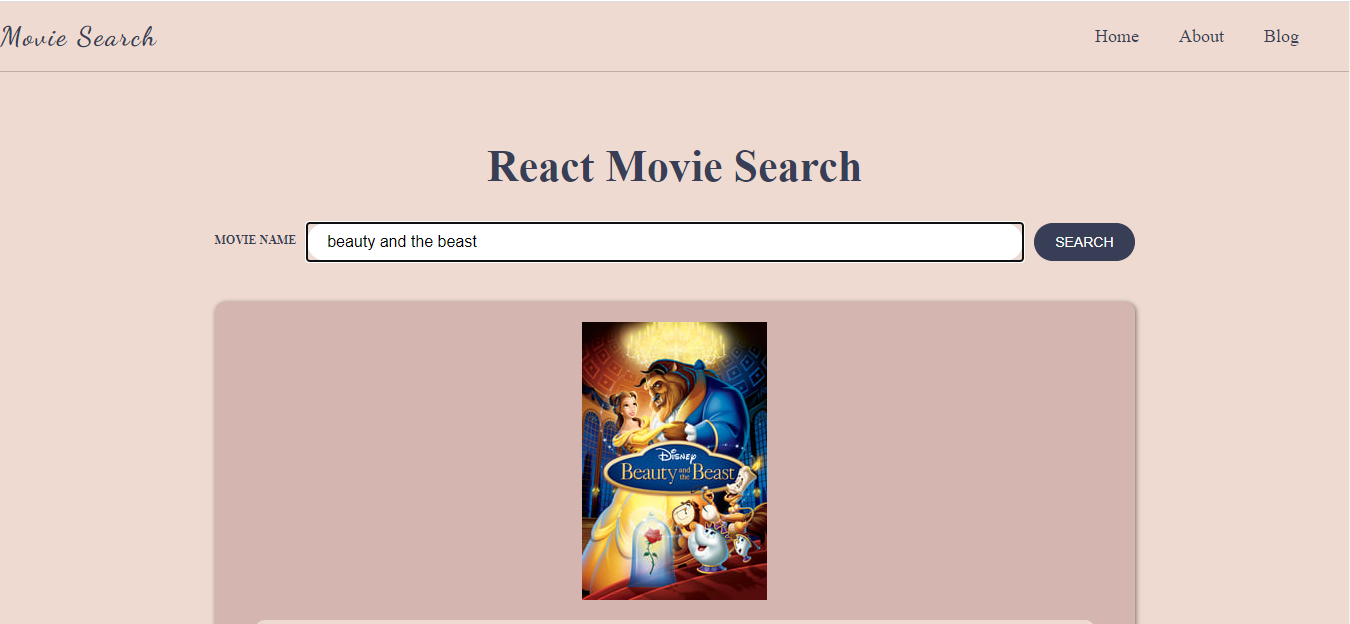 Movie Search
Home
About
Blog
React Movie Search
MOVIE NAME
beauty and the beast
SEARCH
Disney
Beauty and the Beast